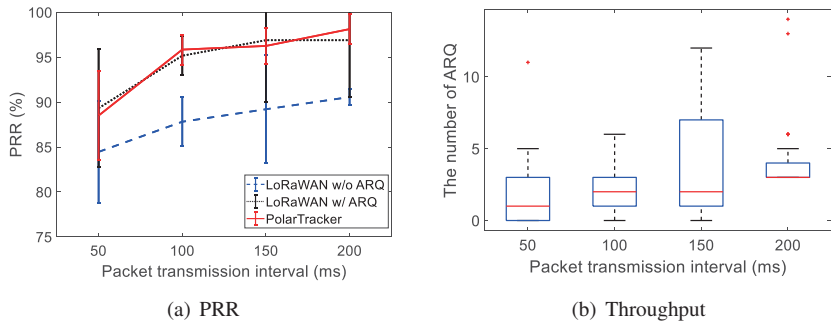 100
95
90
85
80
75
PRR (%)
50
100
150
200
Packet transmission interval (ms)
LoRaWAN w/o ARQ
LoRaWAN w/ ARQ
PolarTracker
(a) PRR
10
5
0
The number of ARQ
50
100
150
200
Packet transmission interval (ms)
(b) Throughput